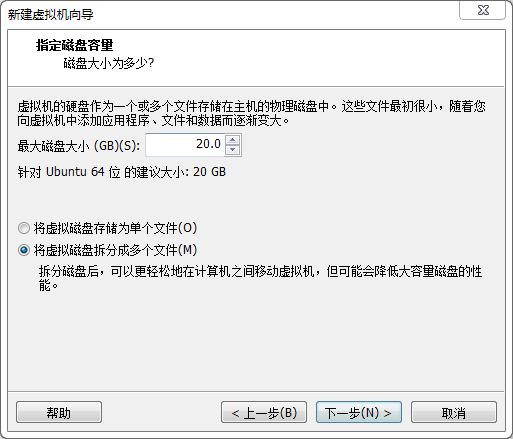 新建虚拟机向导
指定磁盘容量
磁盘大小为多少?
虚拟机的硬盘作为一个或多个文件存储在主机的物理磁盘中。这些文件最初很小，随着您
向虚拟机中添加应用程序、文件和数据而逐渐变大。
最大磁盘大小 (GB)(S): 20.0
针对 Ubuntu 64 位 的建议大小: 20 GB
将虚拟磁盘存储为单个文件(O)
将虚拟磁盘拆分成多个文件(M)
拆分磁盘后，可以更轻松地在计算机之间移动虚拟机，但可能会降低大容量磁盘的性
能。
帮助 < 上一步(B) 下一步(N) > 取消